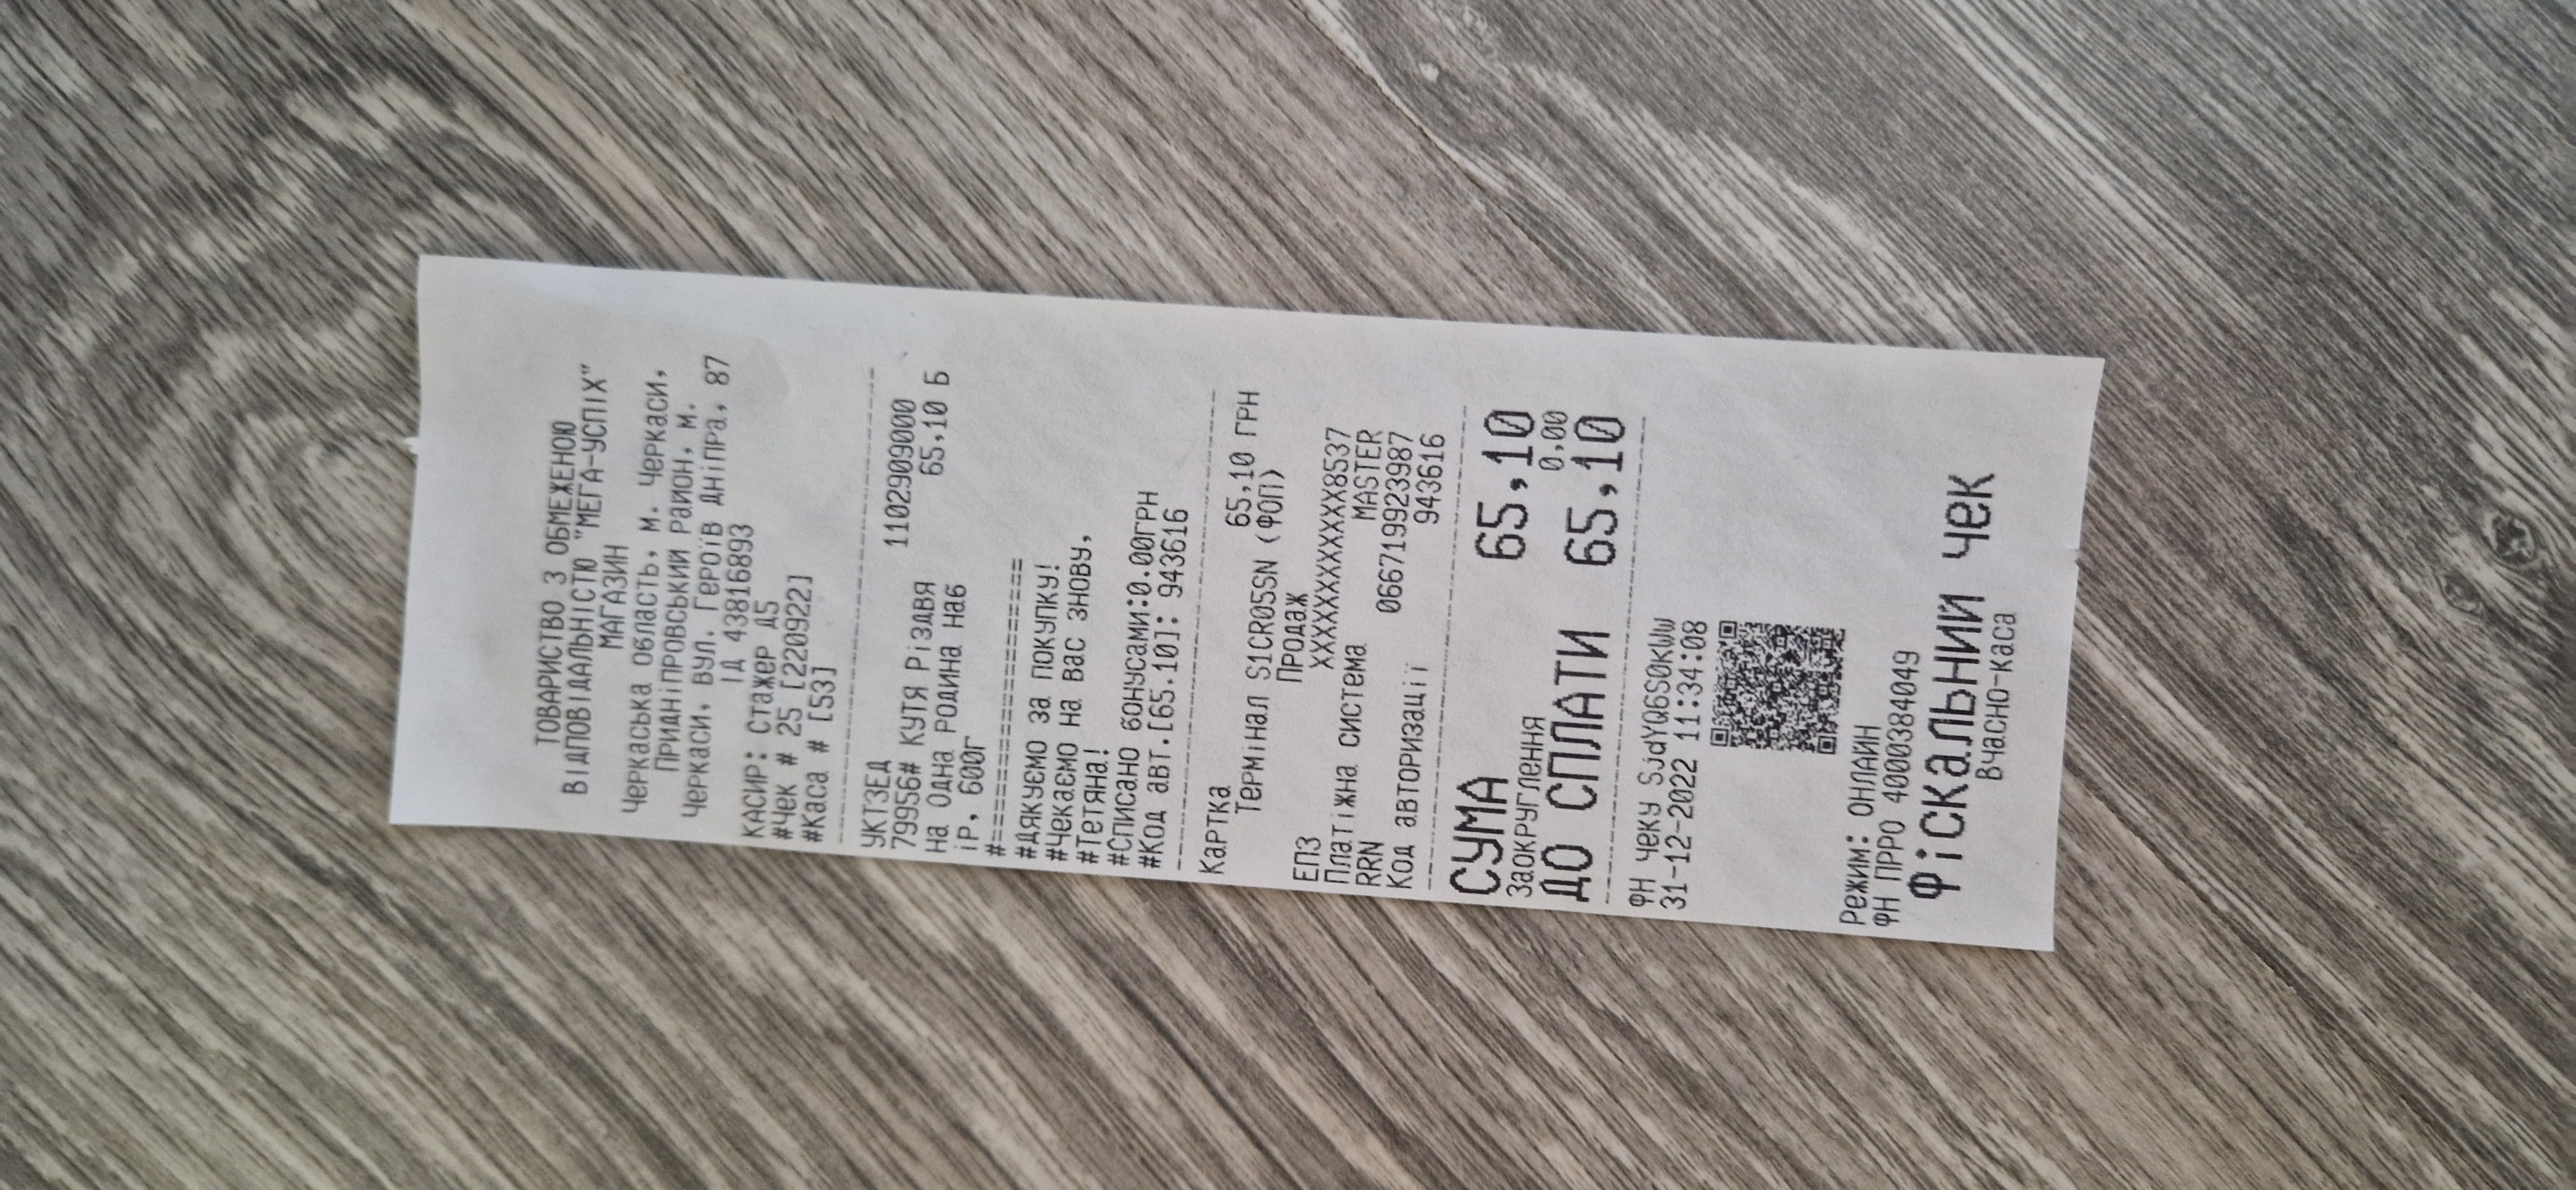 ТОВАРИСТВО З ОБМЕЖЕНОЮ
ВІДПОВІДАЛЬНІСТЮ "МЕГА-УСПІХ"
МАГАЗИН
Черкаська область, м. Черкаси,
Придніпровський район, м.
Черкаси, вул. Героїв Дніпра, 87
ІД 43816893
КАСИР: Стажер Д5
#Чек # 25 [220922]
#Каса # [53]
УКТЗЕД 1102909000
79956# КУТЯ Різдвя 65,10 Б
на Одна РОДИНА наб
ір, 600г
#====================
#ДЯКУЄМО ЗА ПОКУПКУ!
#Чекаємо на Вас знову,
#Тетяна!
#Списано бонусами:0.00ГРН
#Код авт.[65.10]: 943616
Картка 65,10 ГРН
Термінал S1CR05SN (ФОП)
Продаж
ЕПЗ XXXXXXXXXXXX8537
Платіжна система MASTER
RRN 066719923987
Код авторизації 943616
СУМА 65,10
Заокруглення 0,00
ДО СПЛАТИ 65,10
ФН чеку SJdYQ6S0kWw
31-12-2022 11:34:08
Режим: ОНЛАЙН
ФН ПРРО 4000384049
Фіскальний чек
Вчасно-каса